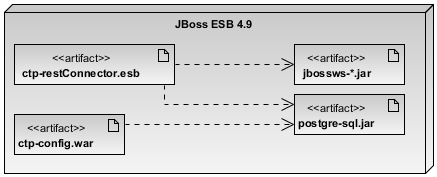 JBoss ESB 4.9
<<artifact>>
ctp-restConnector.esb
<<artifact>>
jbossws-*.jar
<<artifact>>
postgre-sql.jar
<<artifact>>
ctp-config.war